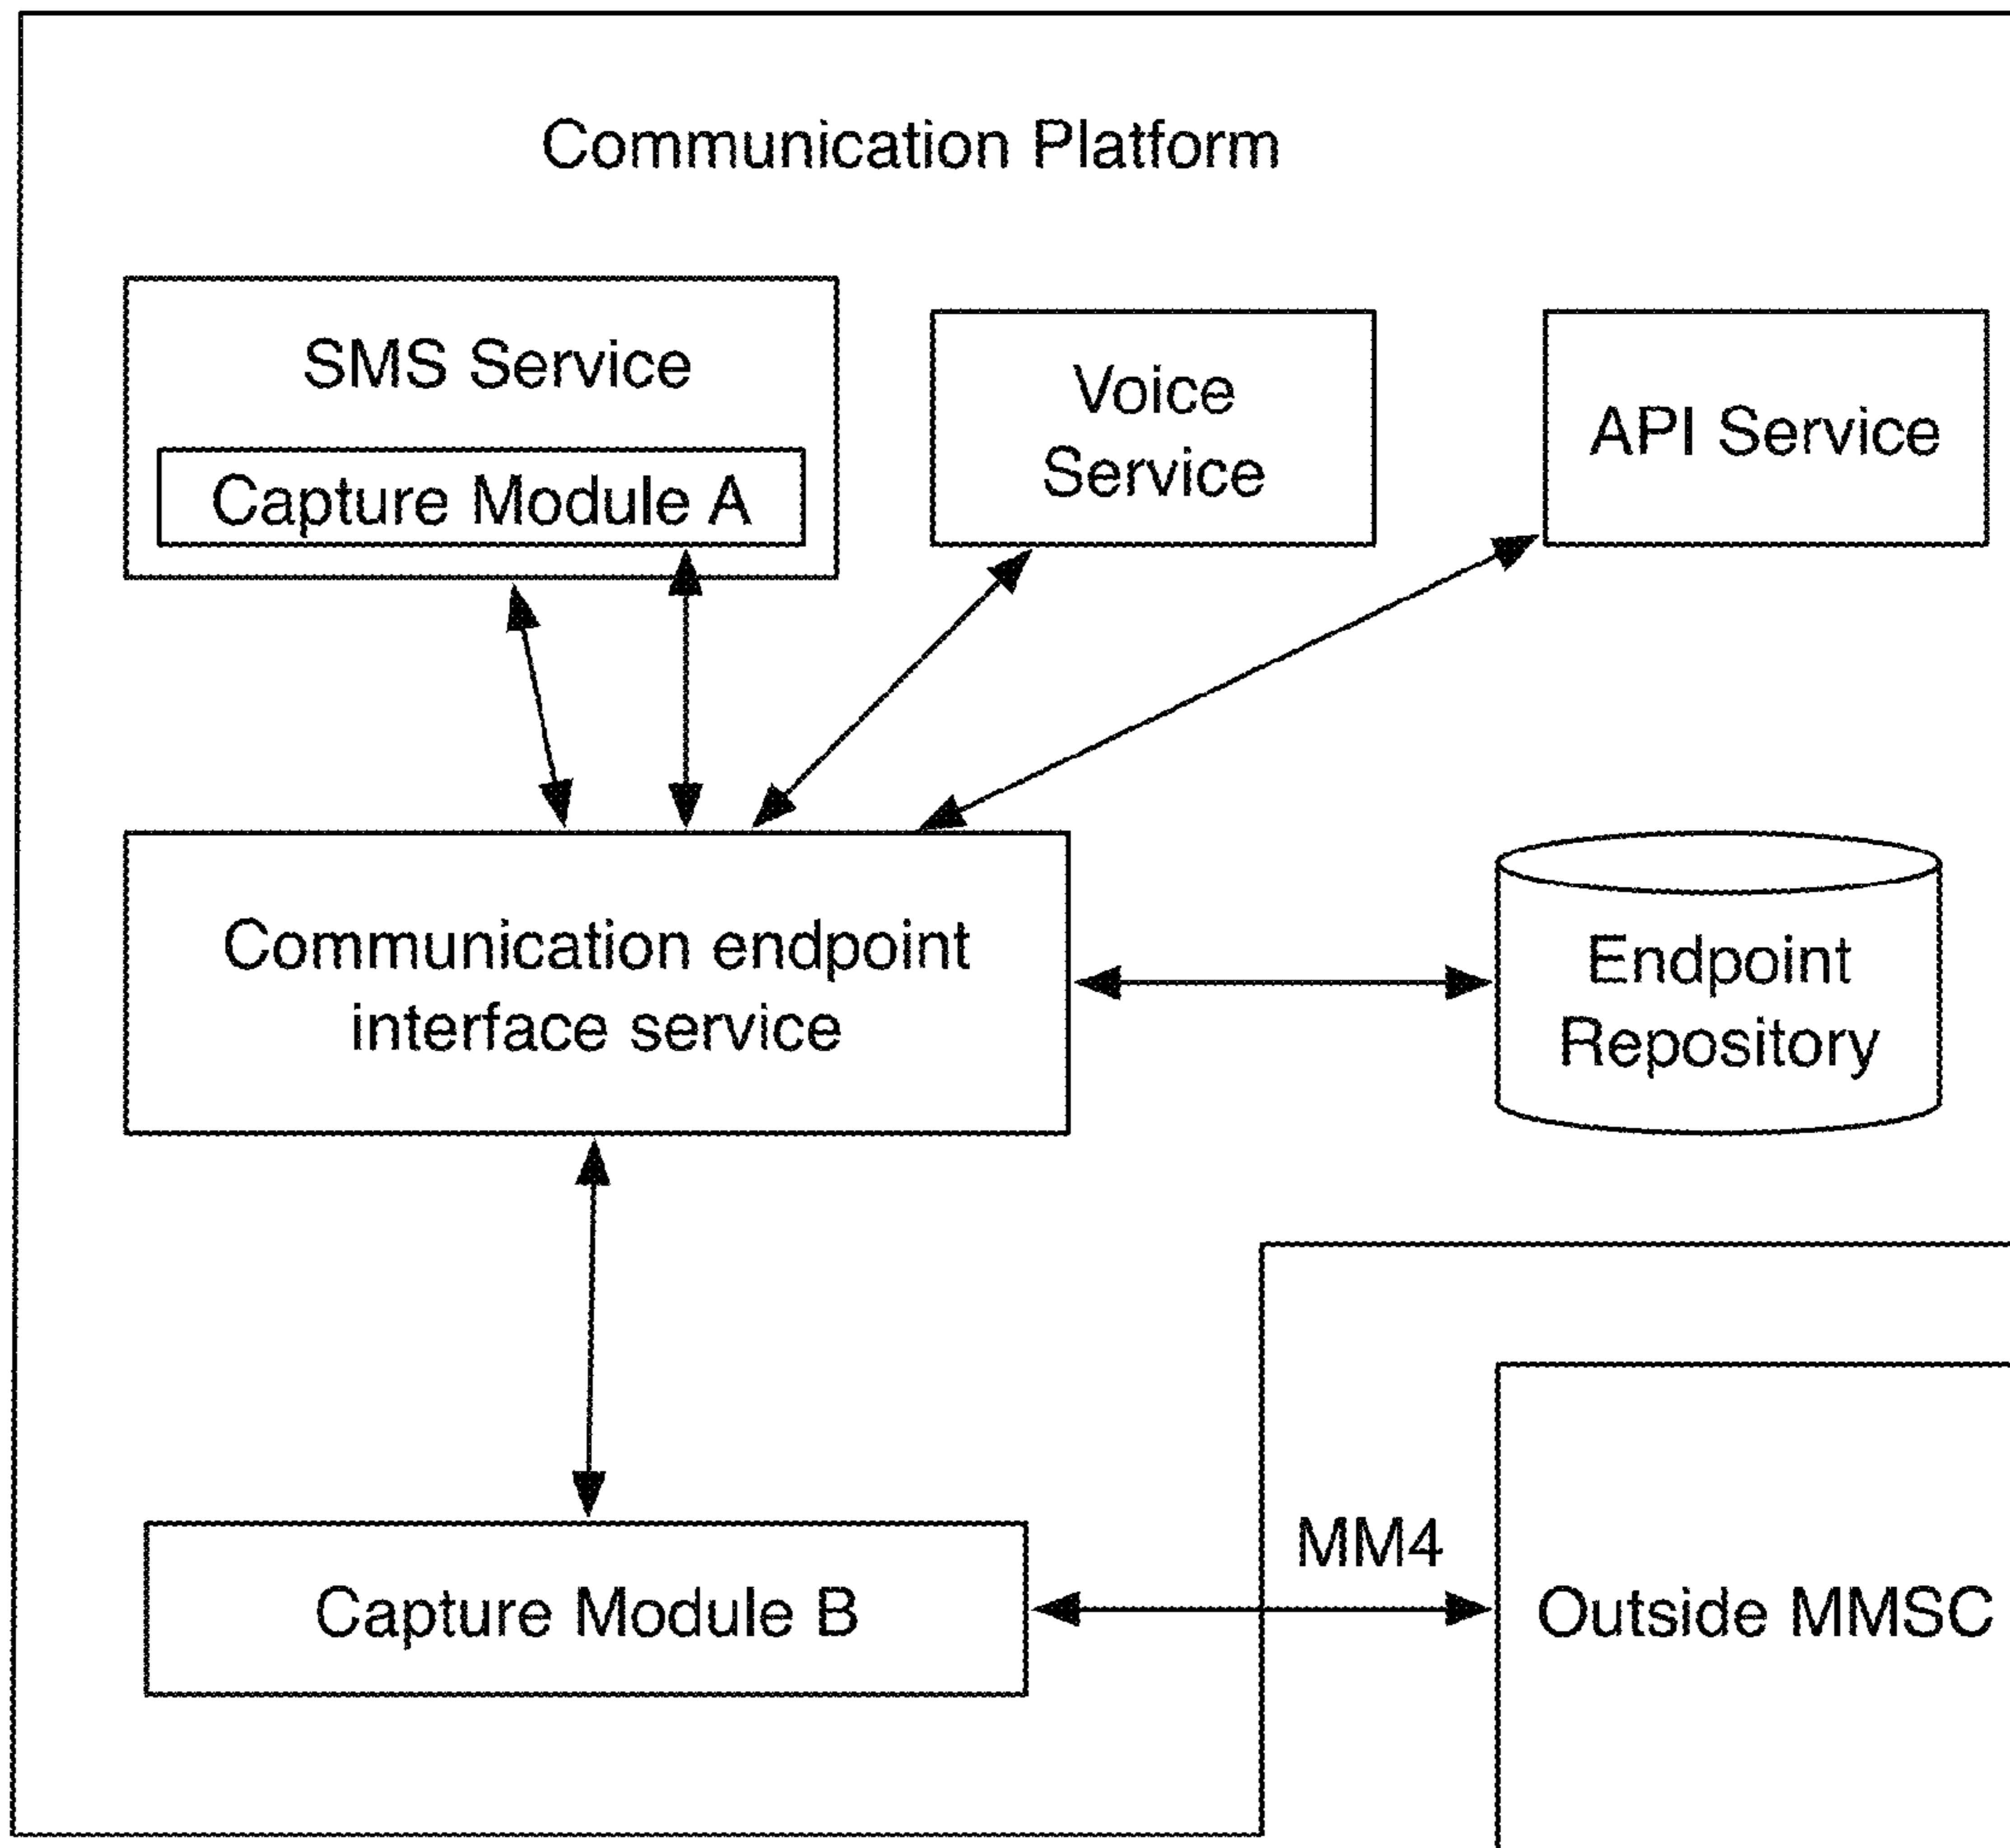 Communication Platform
SMS Service
Capture Module A
Voice
Service
API Service
Communication endpoint
interface service
Endpoint
Repository
MM4
Capture Module B
Outside MMSC